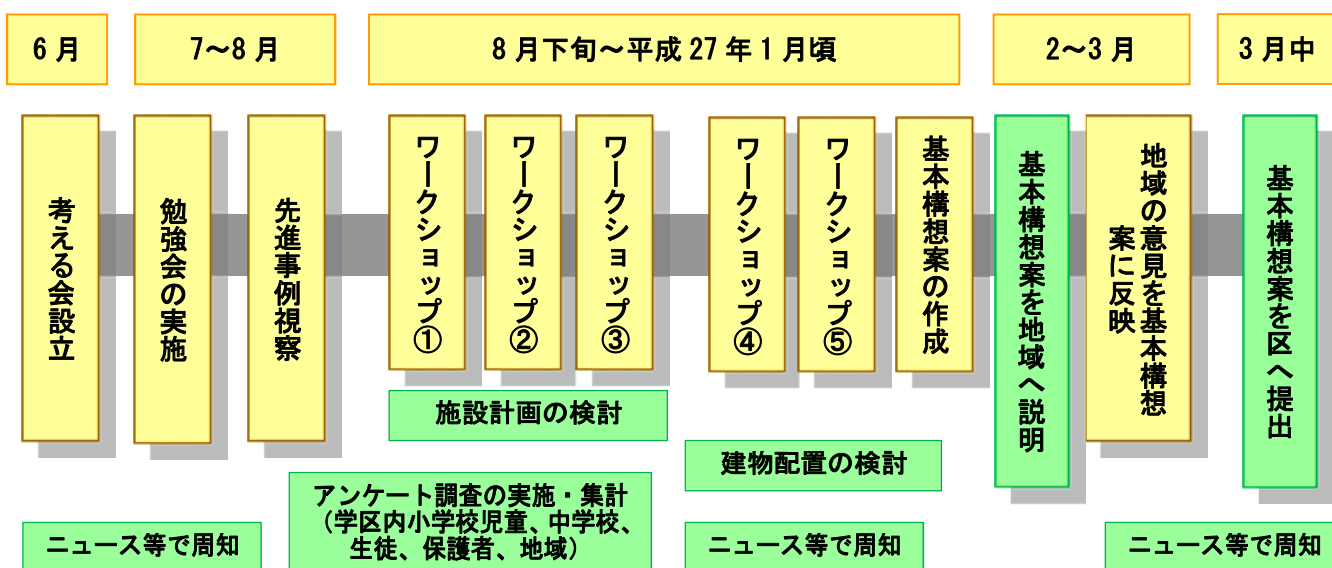 6月
7～8月
8月下旬～平成27年1月頃
2～3月
3月中
考える会設立
勉強会の実施
先進事例視察
ワークショップ①
ワークショップ②
ワークショップ③
ワークショップ④
ワークショップ⑤
基本構想案の作成
基本構想案を地域へ説明
地域の意見を基本構想
案に反映
基本構想案を区へ提出
施設計画の検討
建物配置の検討
アンケート調査の実施・集計
（学区内小学校児童、中学校、
生徒、保護者、地域）
ニュース等で周知
ニュース等で周知
ニュース等で周知